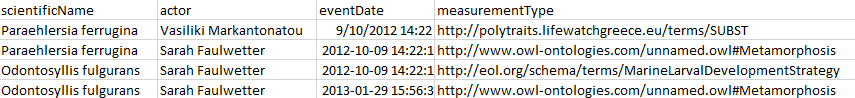 scientificName actor eventDate measurementType
Paraehlersia ferrugina Vasiliki Markantonatou 9/10/2012 14:22 http://polytraits.lifewatchgreece.eu/terms/SUBST
Paraehlersia ferrugina Sarah Faulwetter 2012-10-09 14:22:1 http://www.owl-ontologies.com/unnamed.owl#Metamorphosis
Odontosyllis fulgurans Sarah Faulwetter 2012-10-09 14:22:1 http://eol.org/schema/terms/MarineLarvalDevelopmentStrategy
Odontosyllis fulgurans Sarah Faulwetter 2013-01-29 15:56:3 http://www.owl-ontologies.com/unnamed.owl#Metamorphosis